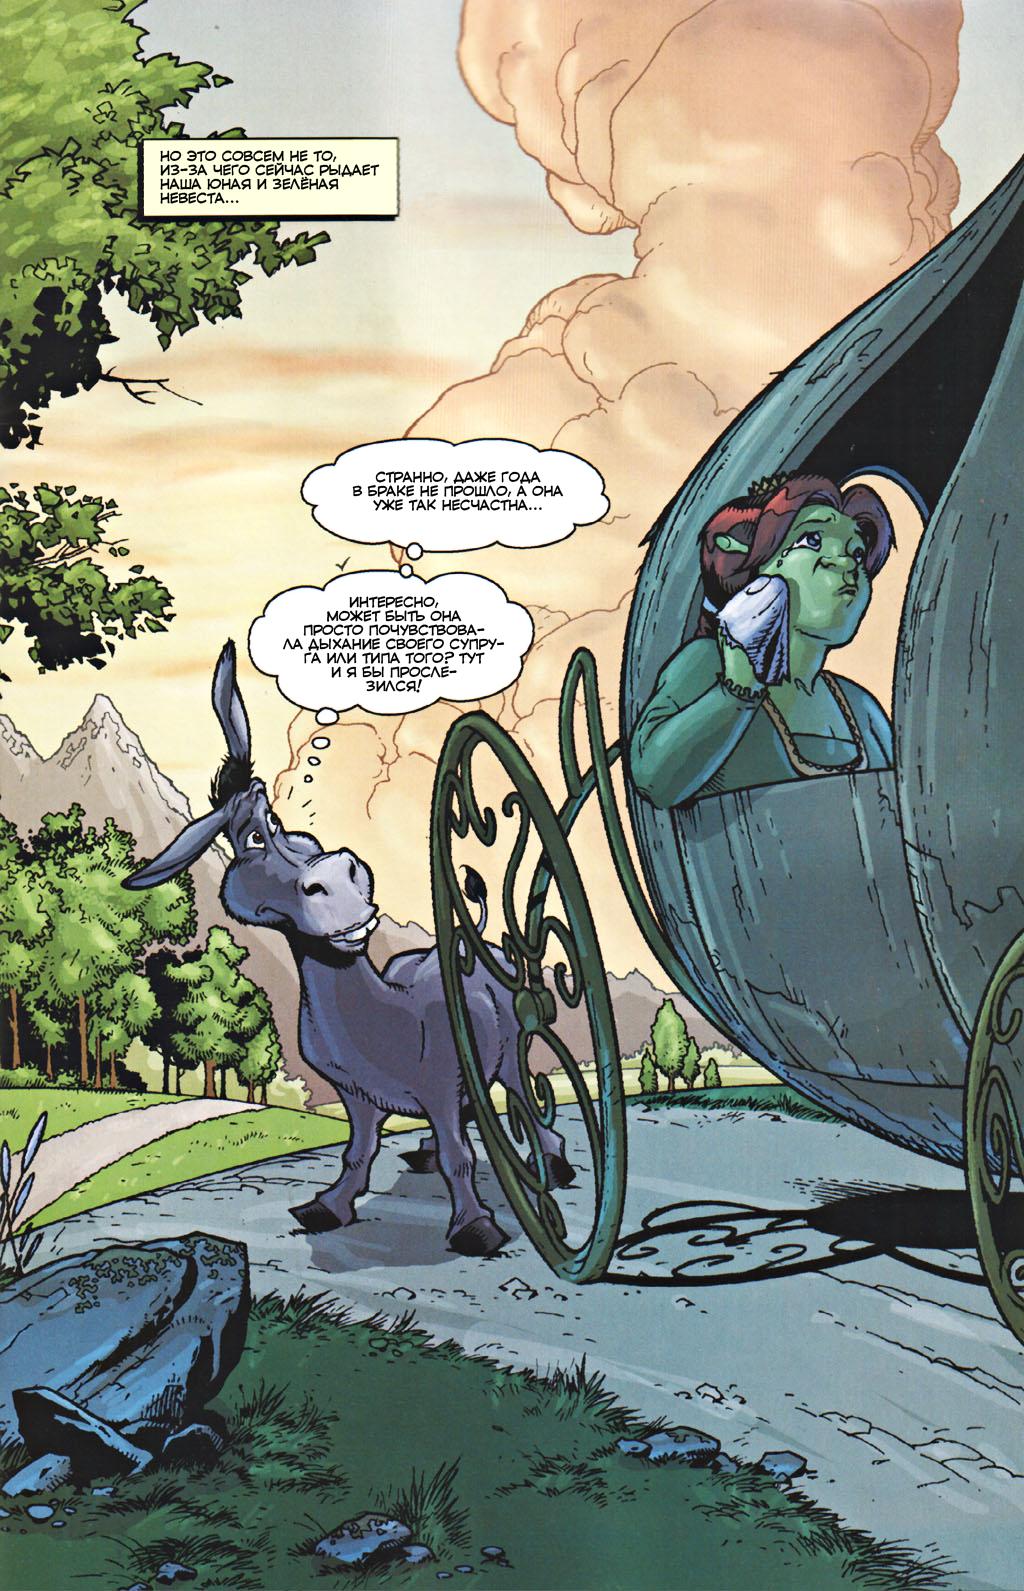 НО ЭТО СОВСЕМ НЕ ТО,
ИЗ-ЗА ЧЕГО СЕЙЧАС РЫДАЕТ
НАША ЮНАЯ И ЗЕЛЁНАЯ
НЕВЕСТА...
СТРАННО, ДАЖЕ ГОДА
В БРАКЕ НЕ ПРОШЛО, А ОНА
УЖЕ ТАК НЕСЧАСТНА...
ИНТЕРЕСНО,
МОЖЕТ БЫТЬ ОНА
ПРОСТО ПОЧУВСТВОВА-
ЛА ДЫХАНИЕ СВОЕГО СУПРУ-
ГА ИЛИ ТИПА ТОГО? ТУТ
И Я БЫ ПРОСЛЕ-
ЗИЛСЯ!